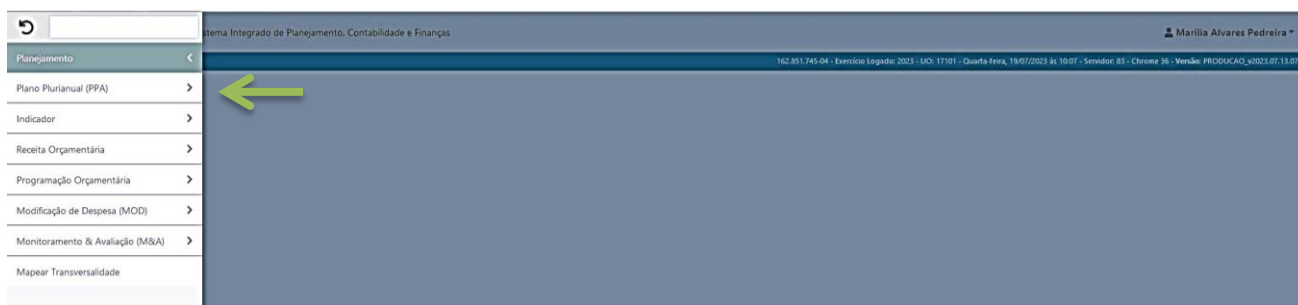 stema Integrado de Planejamento, Contabilidade e Finanças
Marilia Alvares Pedreira
Planejamento
162.851.745-04 - Exercício Logado: 2023 - UO: 17101 - Quarta-feira, 19/07/2023 às 10:07 - Servidor: 83 - Chrome 36 - Versão: PRODUCAO_v2023.07.13.07
Plano Plurianual (PPA)
Indicador
Receita Orçamentária
Programação Orçamentária
Modificação de Despesa (MOD)
Monitoramento & Avaliação (M&A)
Mapear Transversalidade